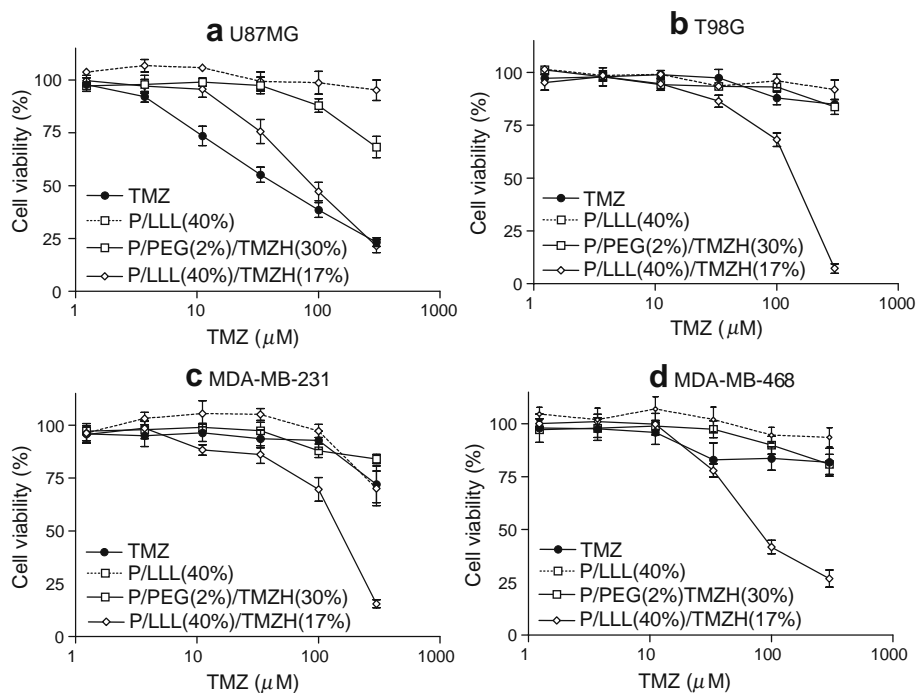 a U87MG
Cell viability (%)
100
75
50
25
0
TMZ
P/LLL(40%)
P/PEG(2%)/TMZH(30%)
P/LLL(40%)/TMZH(17%)
1 10 100 1000
TMZ (μM)
b T98G
Cell viability (%)
100
75
50
25
0
TMZ
P/LLL(40%)
P/PEG(2%)/TMZH(30%)
P/LLL(40%)/TMZH(17%)
1 10 100 1000
TMZ (μM)
c MDA-MB-231
Cell viability (%)
100
75
50
25
0
TMZ
P/LLL(40%)
P/PEG(2%)/TMZH(30%)
P/LLL(40%)/TMZH(17%)
1 10 100 1000
TMZ (μM)
d MDA-MB-468
Cell viability (%)
100
75
50
25
0
TMZ
P/LLL(40%)
P/PEG(2%)TMZH(30%)
P/LLL(40%)/TMZH(17%)
1 10 100 1000
TMZ (μM)